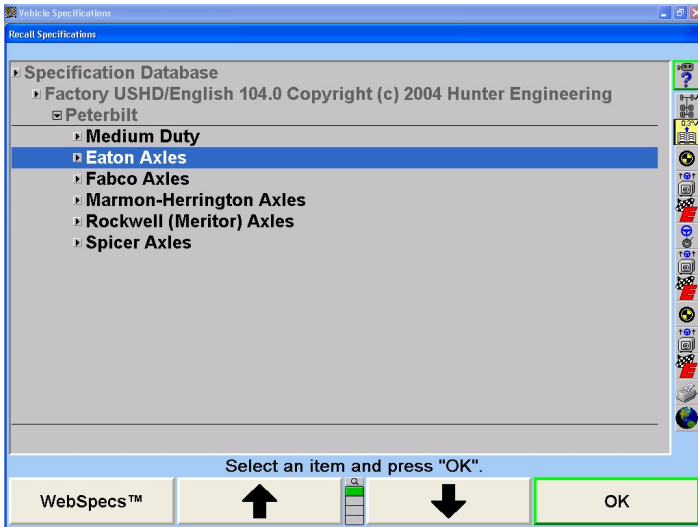 Vehicle Specifications
Recall Specifications
Specification Database
Factory USHD/English 104.0 Copyright (c) 2004 Hunter Engineering
Peterbilt
Medium Duty
Eaton Axles
Fabco Axles
Marmon-Herrington Axles
Rockwell (Meritor) Axles
Spicer Axles
Select an item and press "OK".
WebSpecs™
OK